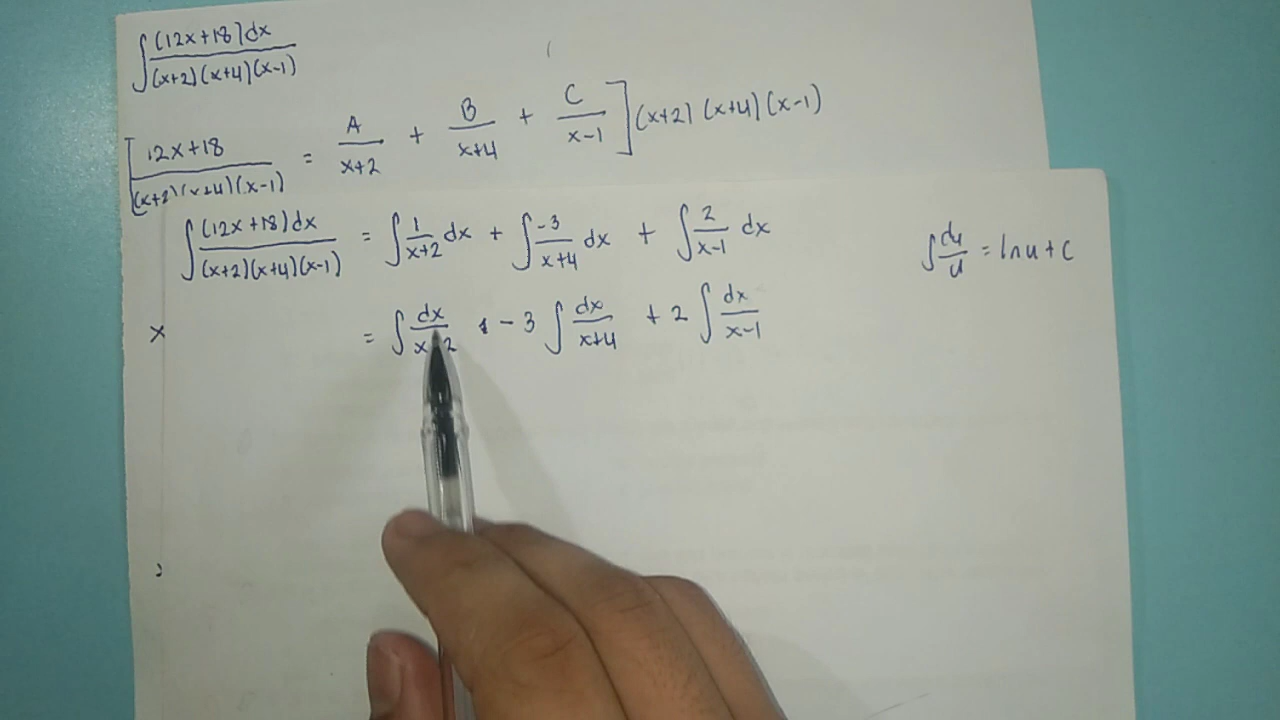 ∫ (12x+18)dx / (x+2)(x+4)(x-1)
[ 12x+18 / (x+2)(x+4)(x-1) = A / x+2 + B / x+4 + C / x-1 ] (x+2)(x+4)(x-1)
∫ (12x+18)dx / (x+2)(x+4)(x-1) = ∫ 1 / x+2 dx + ∫ -3 / x+4 dx + ∫ 2 / x-1 dx
∫ du / u = ln u + C
x
= ∫ dx / x+2 - 3 ∫ dx / x+4 + 2 ∫ dx / x-1